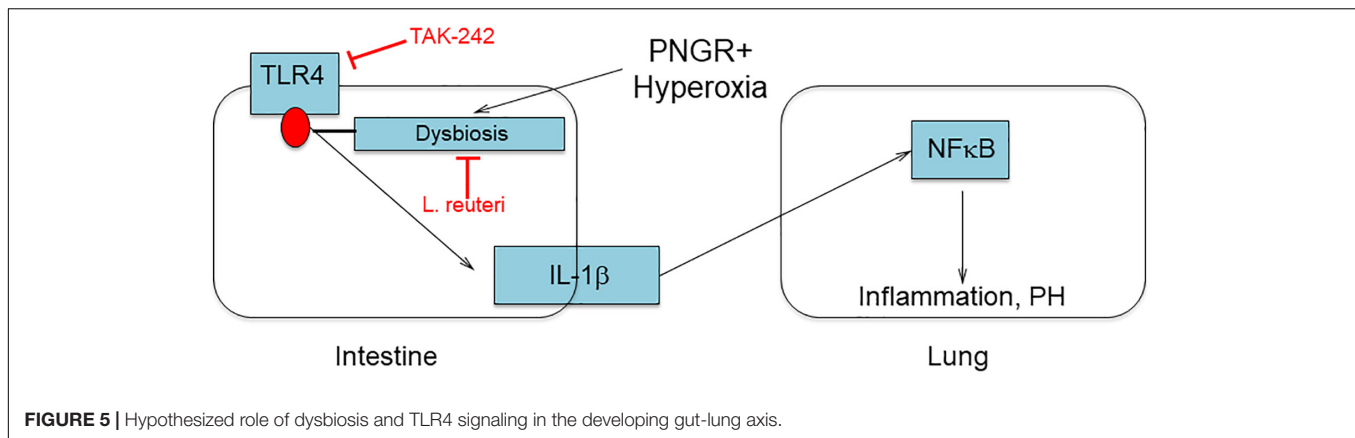 TAK-242
TLR4
PNGR+
Hyperoxia
Dysbiosis
L. reuteri
IL-1β
NFκB
Inflammation, PH
Intestine
Lung
FIGURE 5 | Hypothesized role of dysbiosis and TLR4 signaling in the developing gut-lung axis.